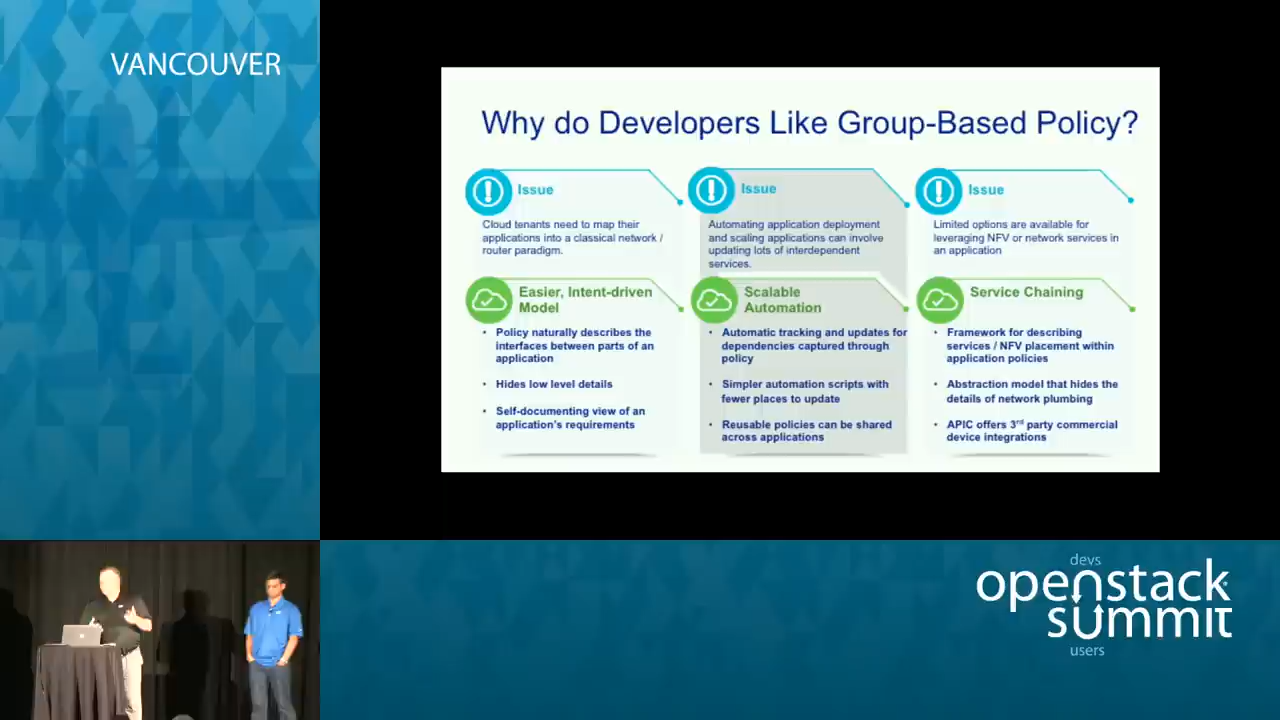 VANCOUVER
Why do Developers Like Group-Based Policy?
Issue
Cloud tenants need to map their
applications into a classical network /
router paradigm.
Easier, Intent-driven
Model
• Policy naturally describes the
interfaces between parts of an
application
• Hides low level details
• Self-documenting view of an
application's requirements
Issue
Automating application deployment
and scaling applications can involve
updating lots of interdependent
services.
Scalable
Automation
• Automatic tracking and updates for
dependencies captured through
policy
• Simpler automation scripts with
fewer places to update
• Reusable policies can be shared
across applications
Issue
Limited options are available for
leveraging NFV or network services in
an application
Service Chaining
• Framework for describing
services / NFV placement within
application policies
• Abstraction model that hides the
details of network plumbing
• APIC offers 3rd party commercial
device integrations
devs
openstack
summit
users